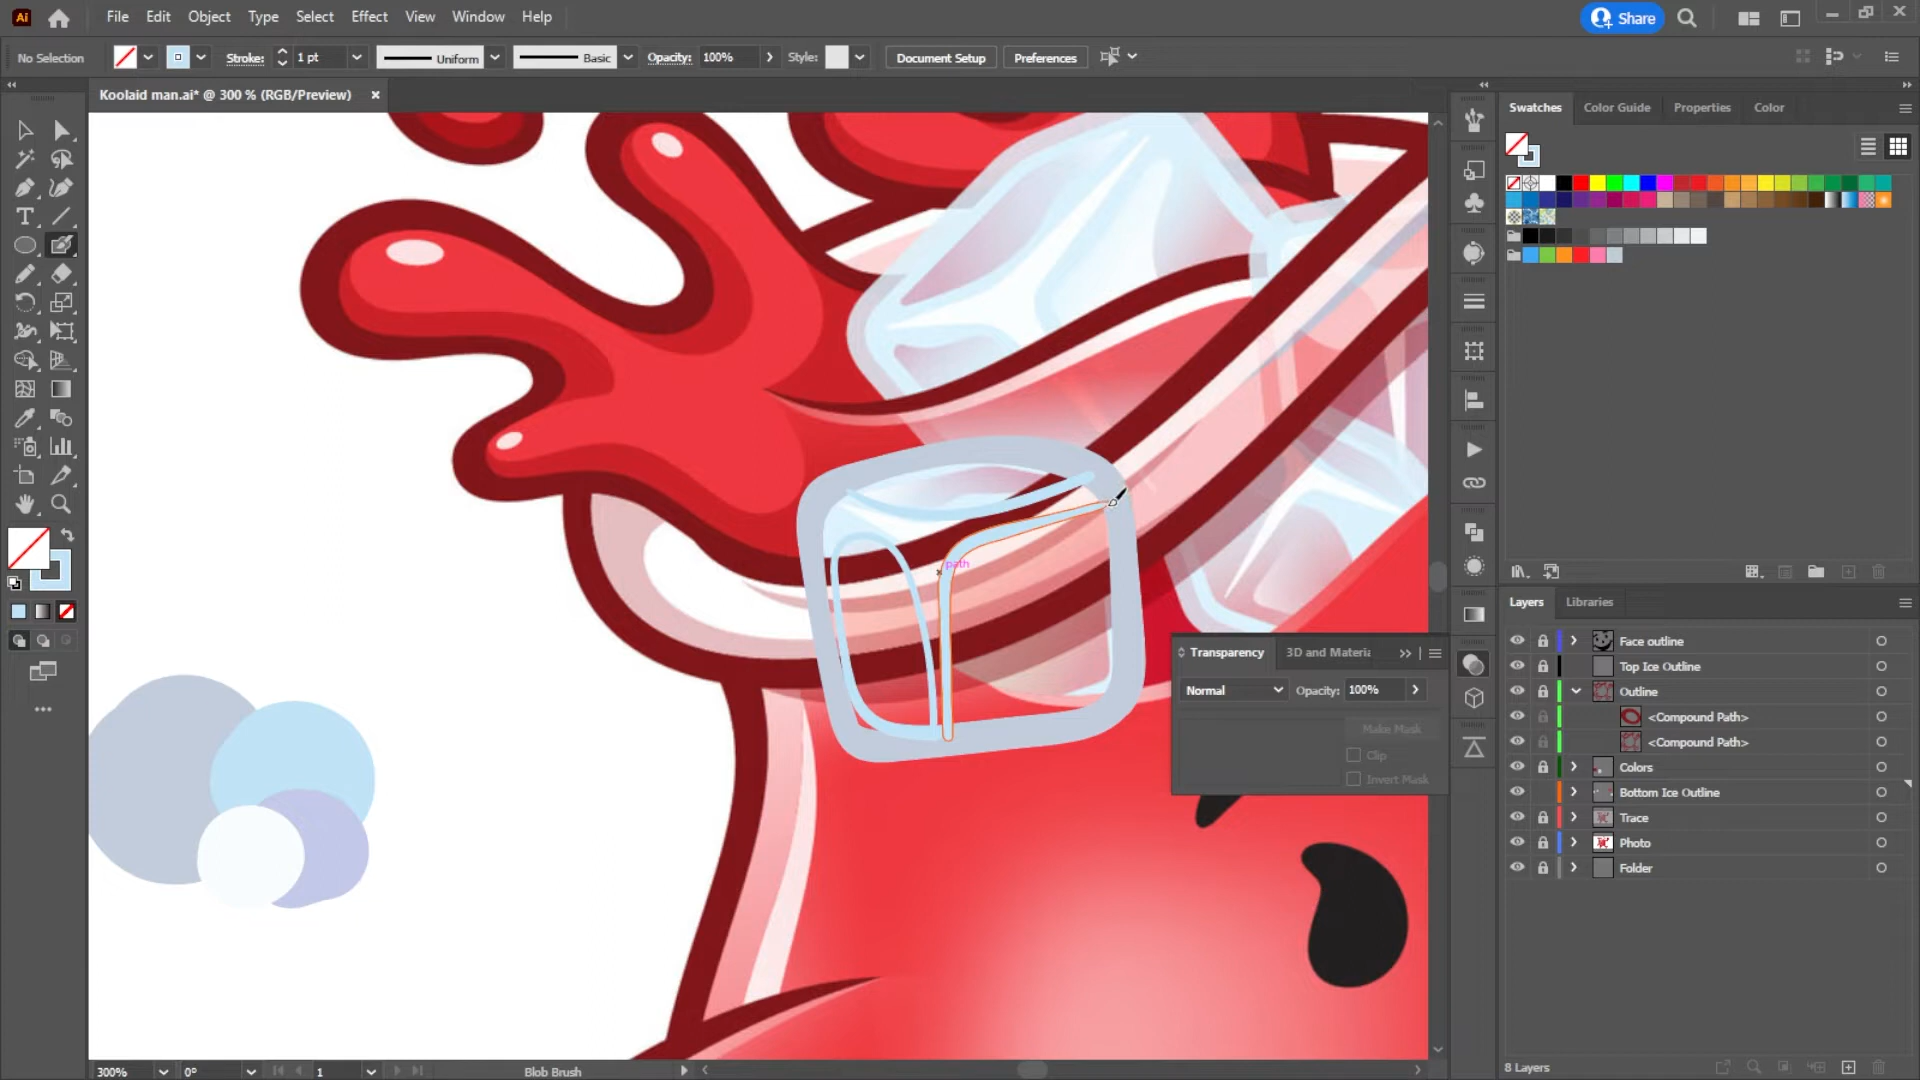 Ai File Edit Object Type Select Effect View Window Help Share
No Selection Stroke: 1 pt Uniform Basic Opacity: 100% Style: Document Setup Preferences
Koolaid man.ai* @ 300 % (RGB/Preview)
Swatches Color Guide Properties Color
path
Transparency 3D and Materia
Normal Opacity: 100%
Make Mask
Clip
Invert Mask
Layers Libraries
Face outline
Top Ice Outline
Outline
<Compound Path>
<Compound Path>
Colors
Bottom Ice Outline
Trace
Photo
Folder
8 Layers
300% 0° 1 Blob Brush